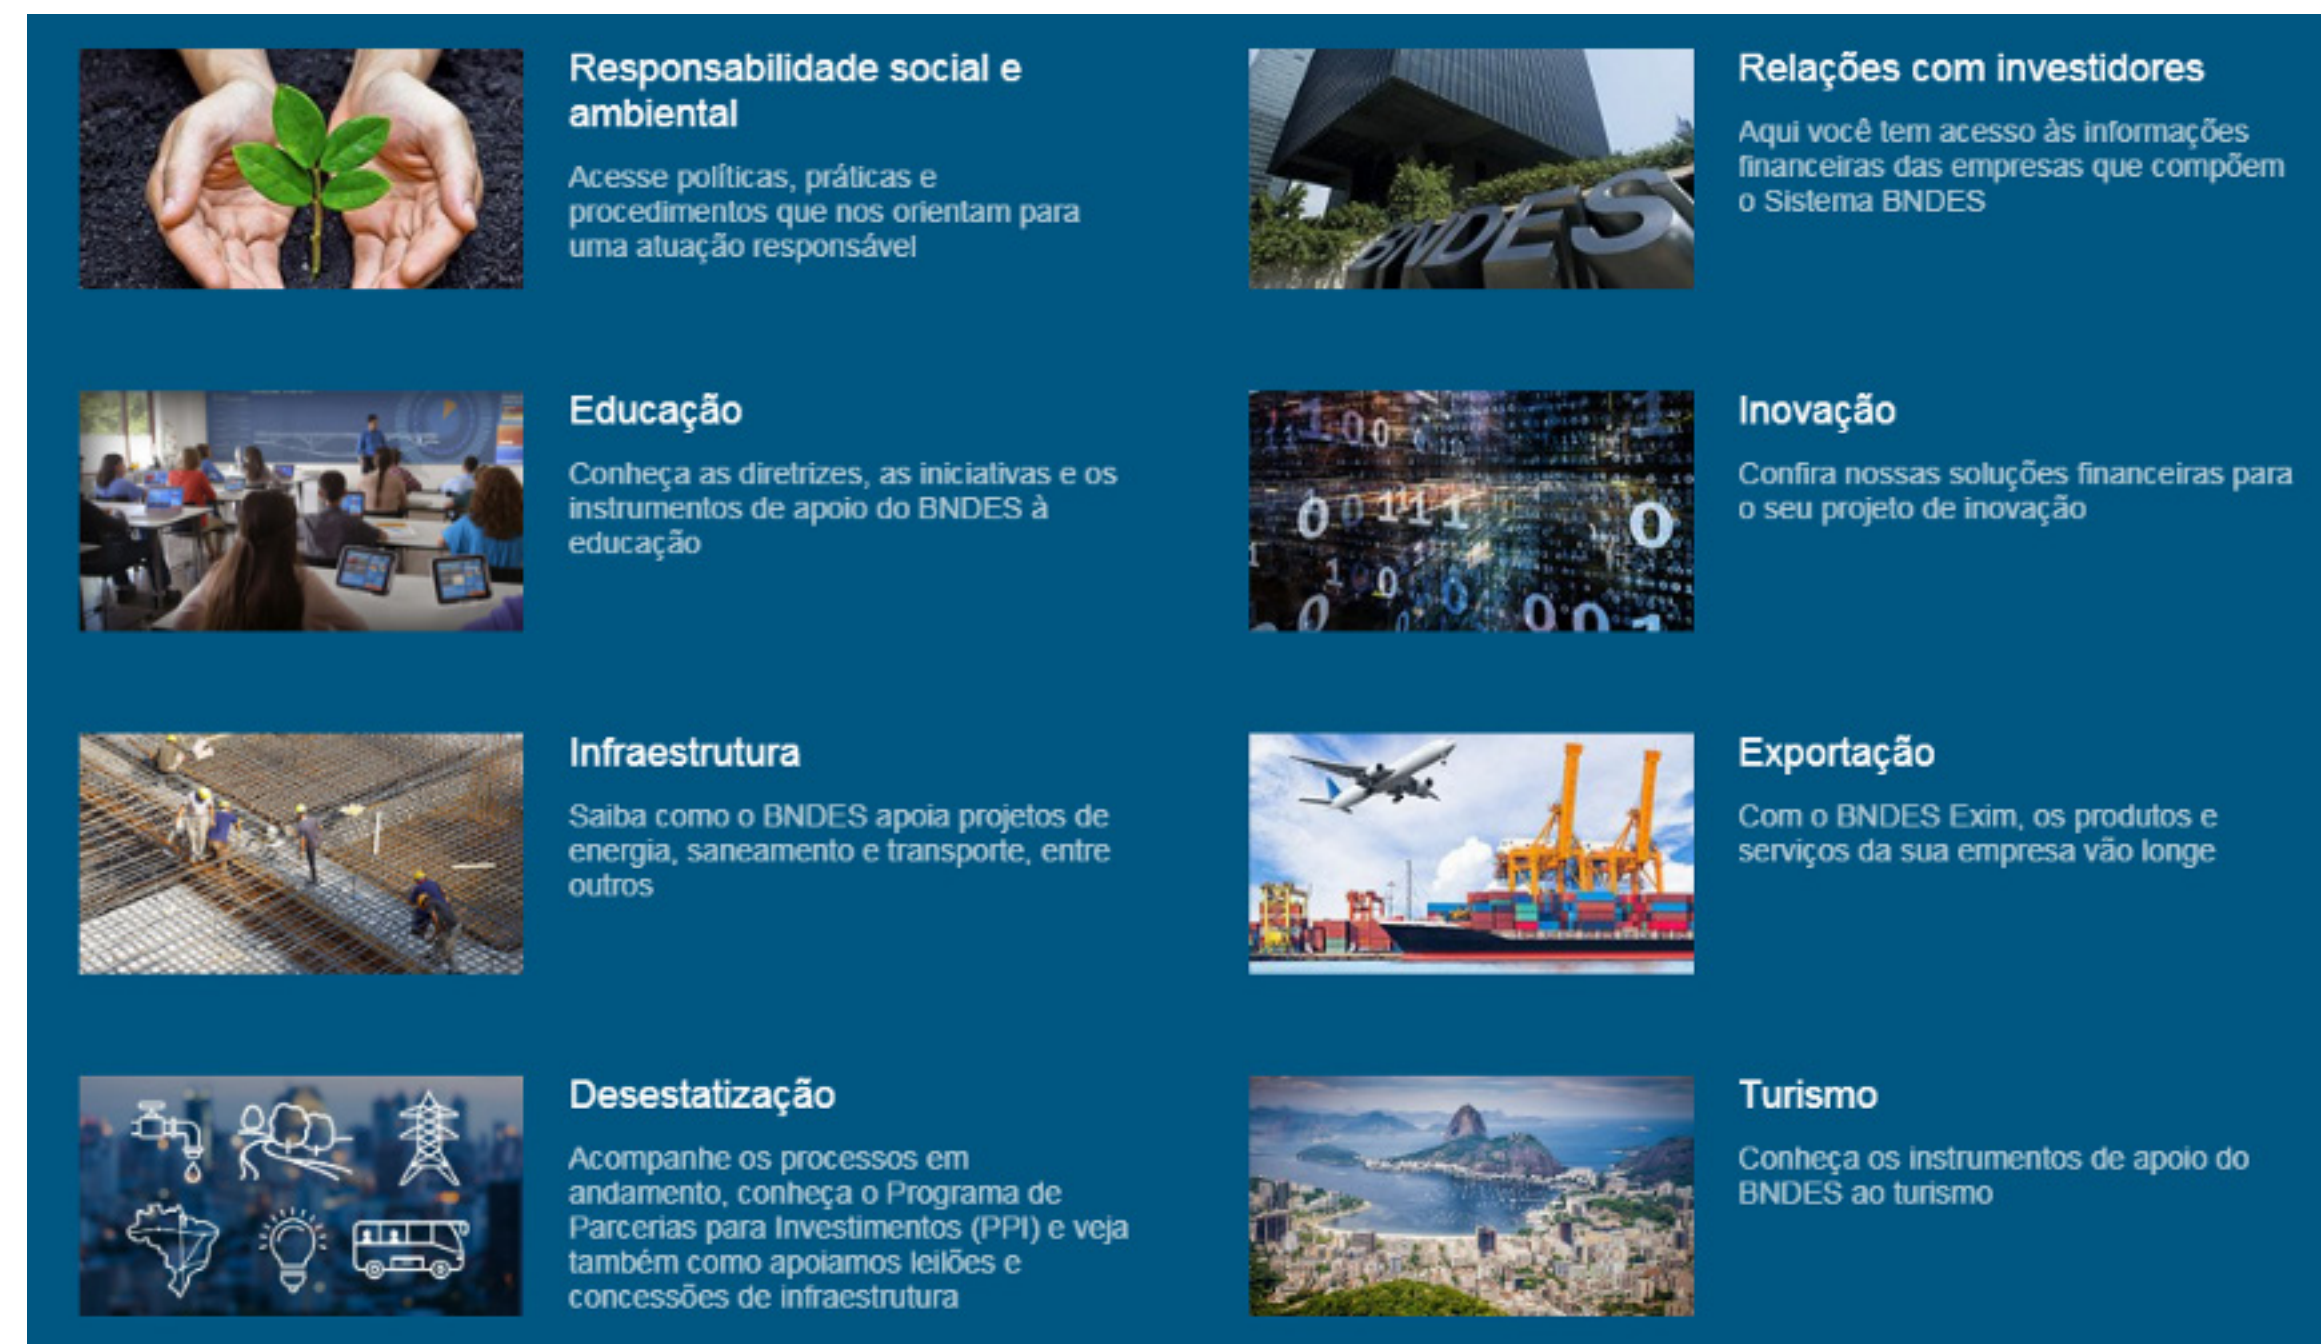 Responsabilidade social e
ambiental
Acesse políticas, práticas e
procedimentos que nos orientam para
uma atuação responsável
BNDES
Relações com investidores
Aqui você tem acesso às informações
financeiras das empresas que compõem
o Sistema BNDES
Educação
Conheça as diretrizes, as iniciativas e os
instrumentos de apoio do BNDES à
educação
Inovação
Confira nossas soluções financeiras para
o seu projeto de inovação
Infraestrutura
Saiba como o BNDES apoia projetos de
energia, saneamento e transporte, entre
outros
Exportação
Com o BNDES Exim, os produtos e
serviços da sua empresa vão longe
Desestatização
Acompanhe os processos em
andamento, conheça o Programa de
Parcerias para Investimentos (PPI) e veja
também como apoiamos leilões e
concessões de infraestrutura
Turismo
Conheça os instrumentos de apoio do
BNDES ao turismo